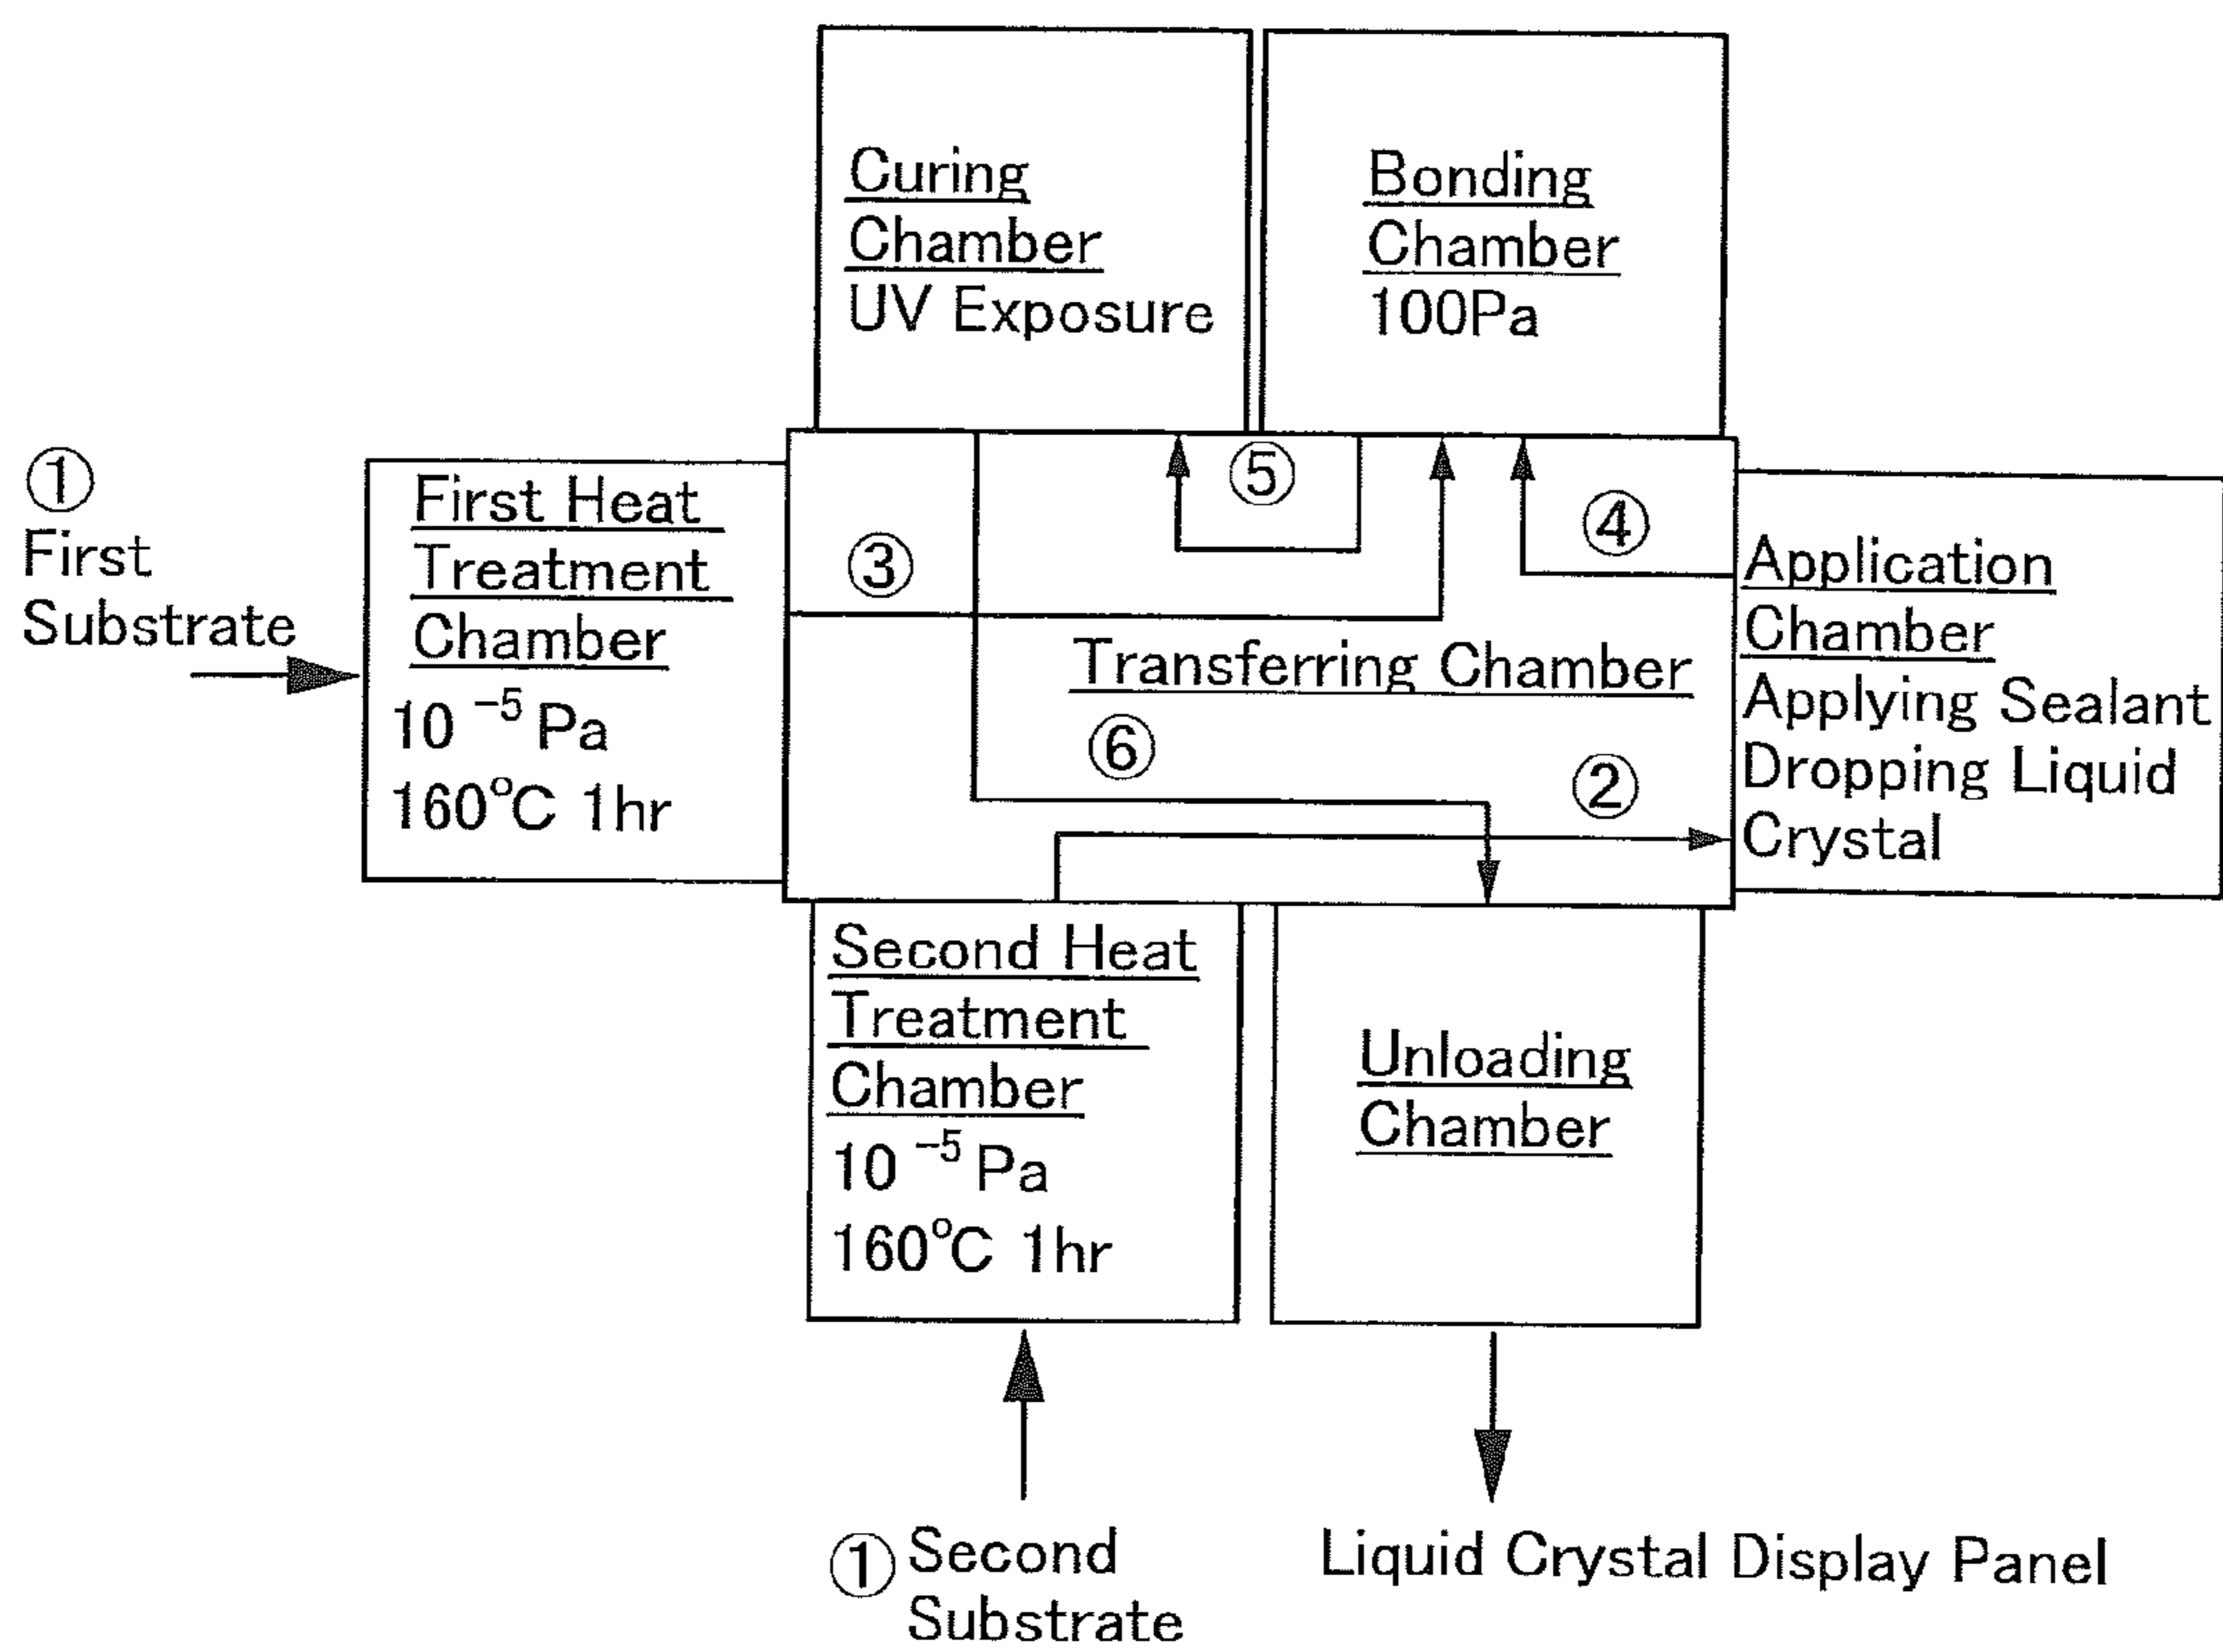 Curing
Chamber
UV Exposure
Bonding
Chamber
100Pa
①
First
Substrate
First Heat
Treatment
Chamber
10⁻⁵ Pa
160°C 1hr
③
⑤
④
Transferring Chamber
⑥
②
Application
Chamber
Applying Sealant
Dropping Liquid
Crystal
Second Heat
Treatment
Chamber
10⁻⁵ Pa
160°C 1hr
Unloading
Chamber
① Second
Substrate
Liquid Crystal Display Panel